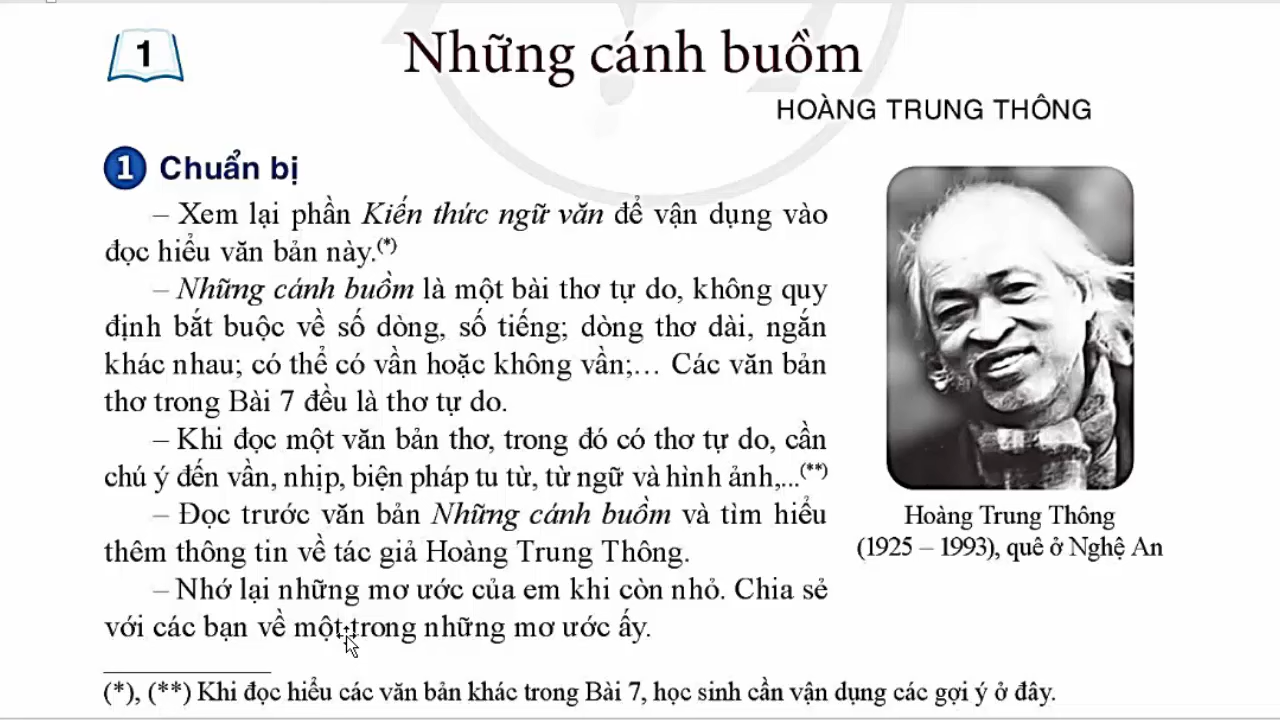 1
Những cánh buồm
HOÀNG TRUNG THÔNG
1 Chuẩn bị
– Xem lại phần Kiến thức ngữ văn để vận dụng vào
đọc hiểu văn bản này.(*)
– Những cánh buồm là một bài thơ tự do, không quy
định bắt buộc về số dòng, số tiếng; dòng thơ dài, ngắn
khác nhau; có thể có vần hoặc không vần;… Các văn bản
thơ trong Bài 7 đều là thơ tự do.
– Khi đọc một văn bản thơ, trong đó có thơ tự do, cần
chú ý đến vần, nhịp, biện pháp tu từ, từ ngữ và hình ảnh,...(**)
– Đọc trước văn bản Những cánh buồm và tìm hiểu
thêm thông tin về tác giả Hoàng Trung Thông.
– Nhớ lại những mơ ước của em khi còn nhỏ. Chia sẻ
với các bạn về một trong những mơ ước ấy.
Hoàng Trung Thông
(1925 – 1993), quê ở Nghệ An
(*), (**) Khi đọc hiểu các văn bản khác trong Bài 7, học sinh cần vận dụng các gợi ý ở đây.